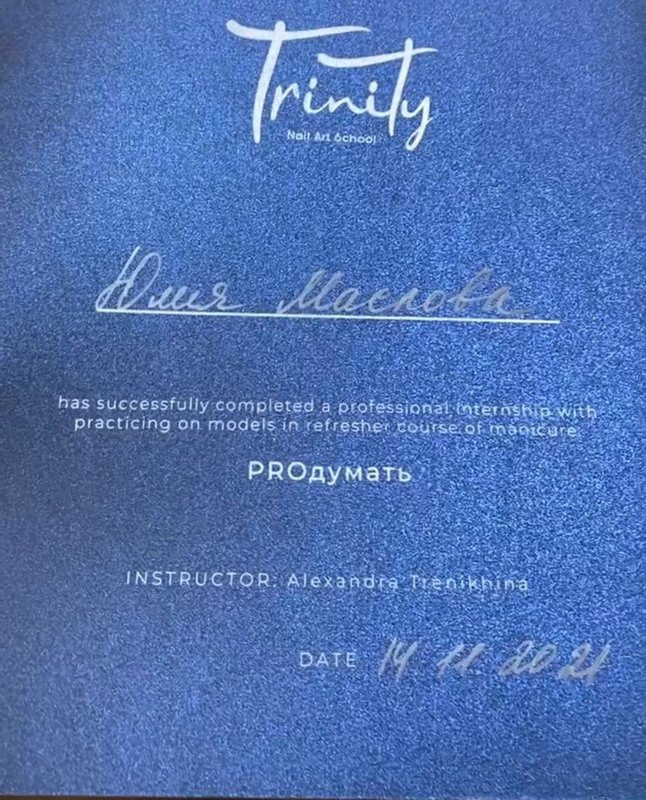 Trinity
Nail Art School
Юлия Маслова
has successfully completed a professional internship with
practicing on models in refresher course of manicure:
PROдумать
INSTRUCTOR: Alexandra Trenikhina
DATE 14 11. 2021